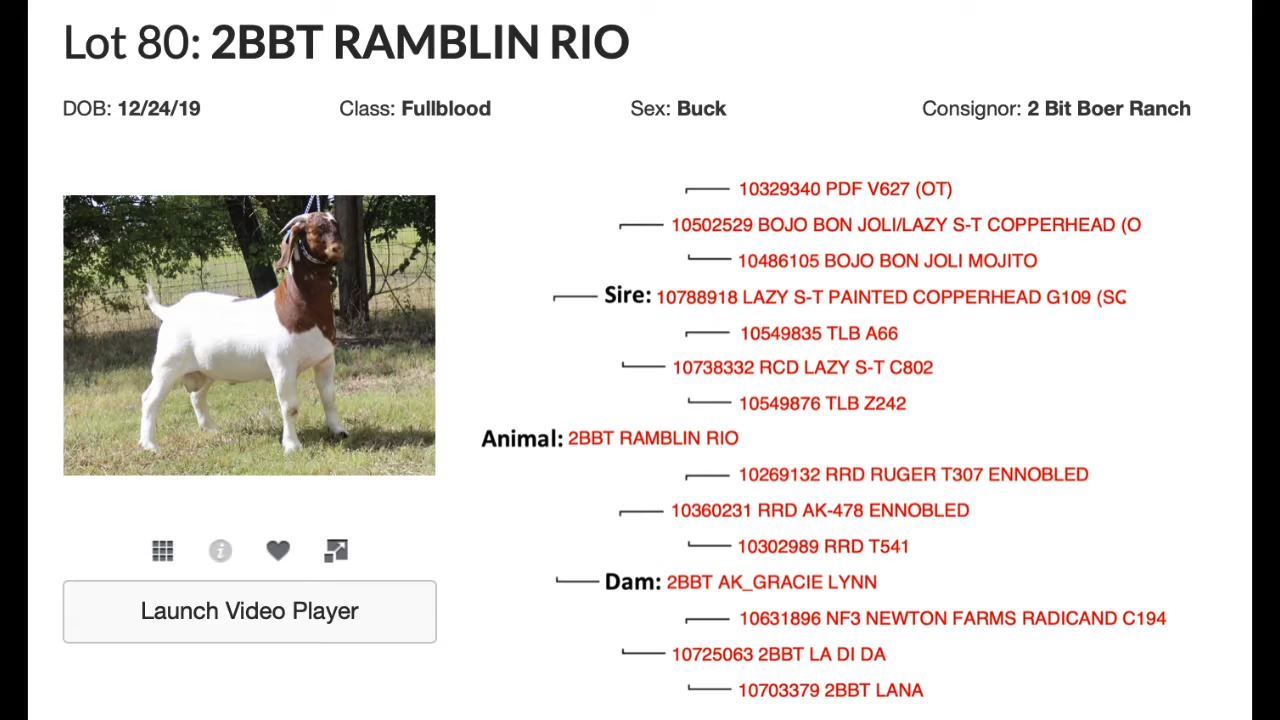 Lot 80: 2BBT RAMBLIN RIO
DOB: 12/24/19 Class: Fullblood Sex: Buck Consignor: 2 Bit Boer Ranch
10329340 PDF V627 (OT)
10502529 BOJO BON JOLI/LAZY S-T COPPERHEAD (O
10486105 BOJO BON JOLI MOJITO
Sire: 10788918 LAZY S-T PAINTED COPPERHEAD G109 (SC
10549835 TLB A66
10738332 RCD LAZY S-T C802
10549876 TLB Z242
Animal: 2BBT RAMBLIN RIO
10269132 RRD RUGER T307 ENNOBLED
10360231 RRD AK-478 ENNOBLED
10302989 RRD T541
Dam: 2BBT AK_GRACIE LYNN
10631896 NF3 NEWTON FARMS RADICAND C194
10725063 2BBT LA DI DA
10703379 2BBT LANA
Launch Video Player